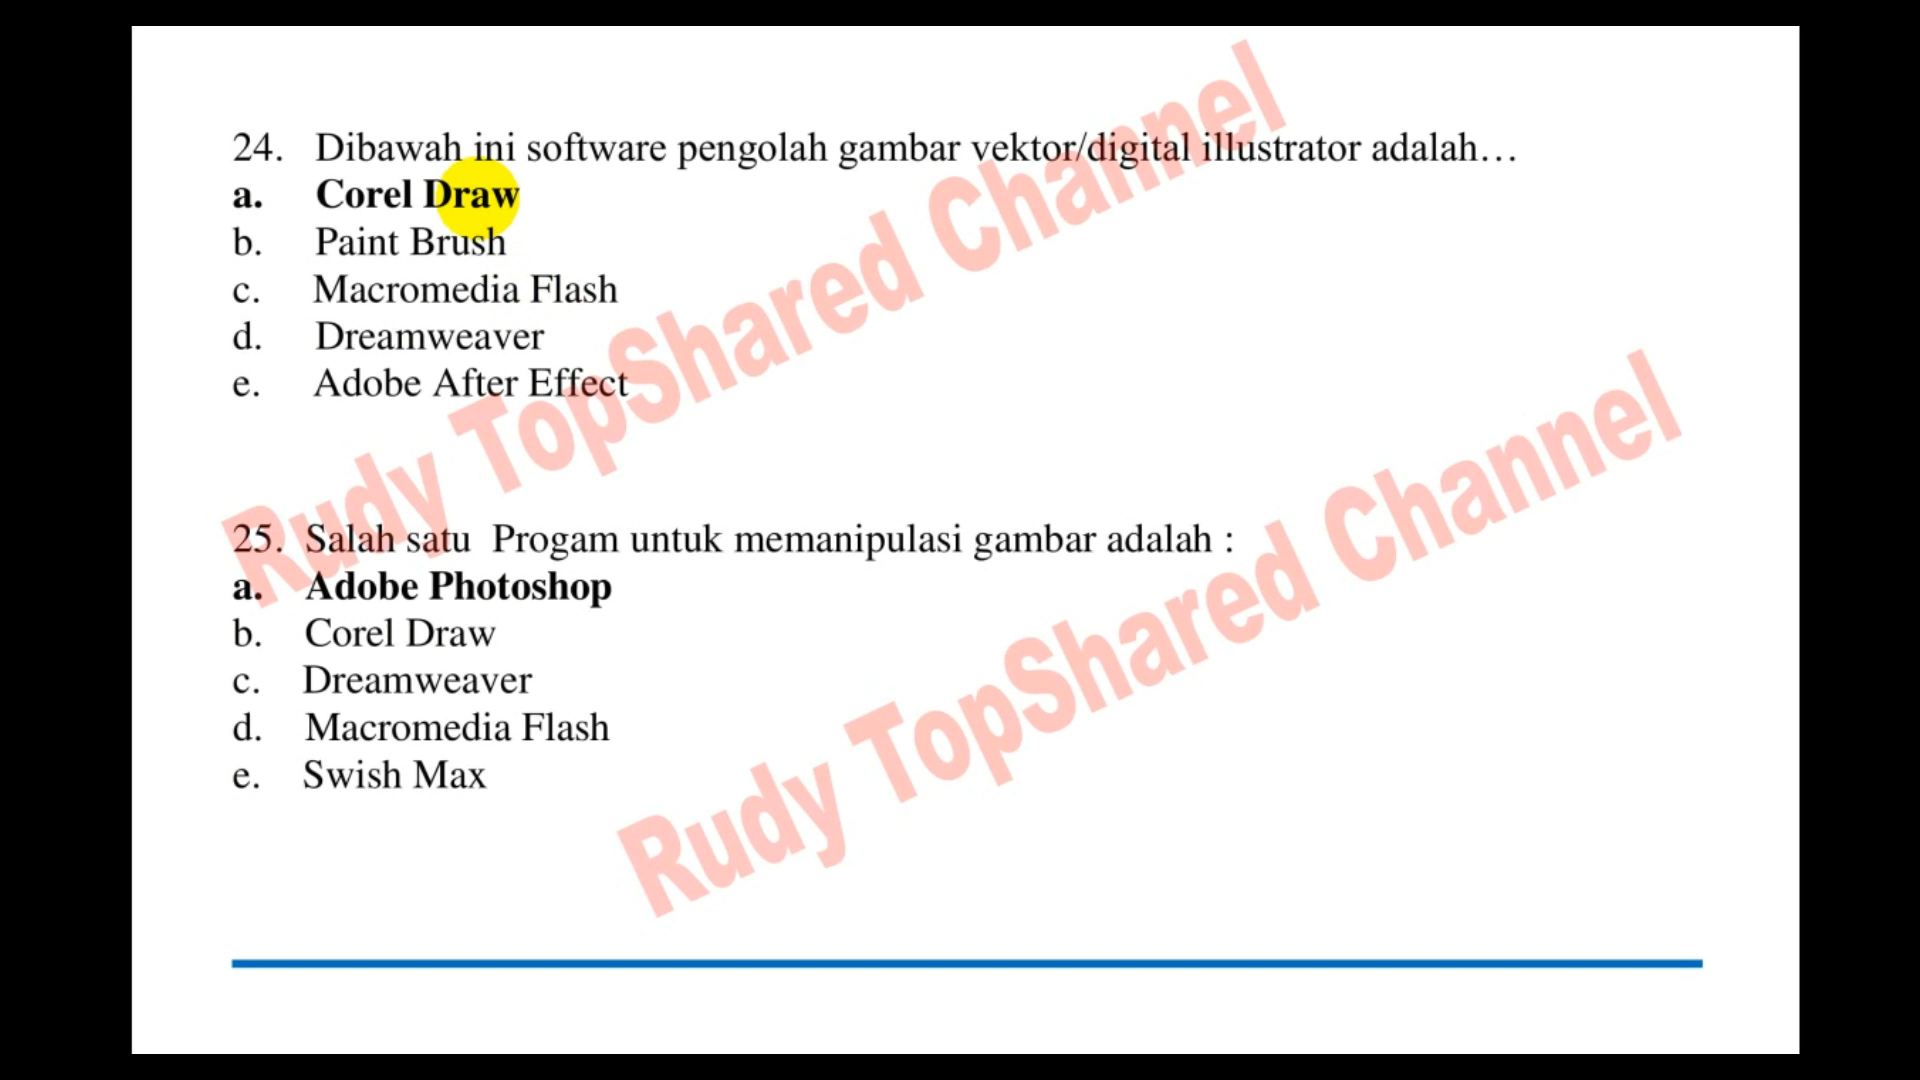 24. Dibawah ini software pengolah gambar vektor/digital illustrator adalah…
a. Corel Draw
b. Paint Brush
c. Macromedia Flash
d. Dreamweaver
e. Adobe After Effect
Rudy TopShared Channel
25. Salah satu Progam untuk memanipulasi gambar adalah :
a. Adobe Photoshop
b. Corel Draw
c. Dreamweaver
d. Macromedia Flash
e. Swish Max
Rudy TopShared Channel